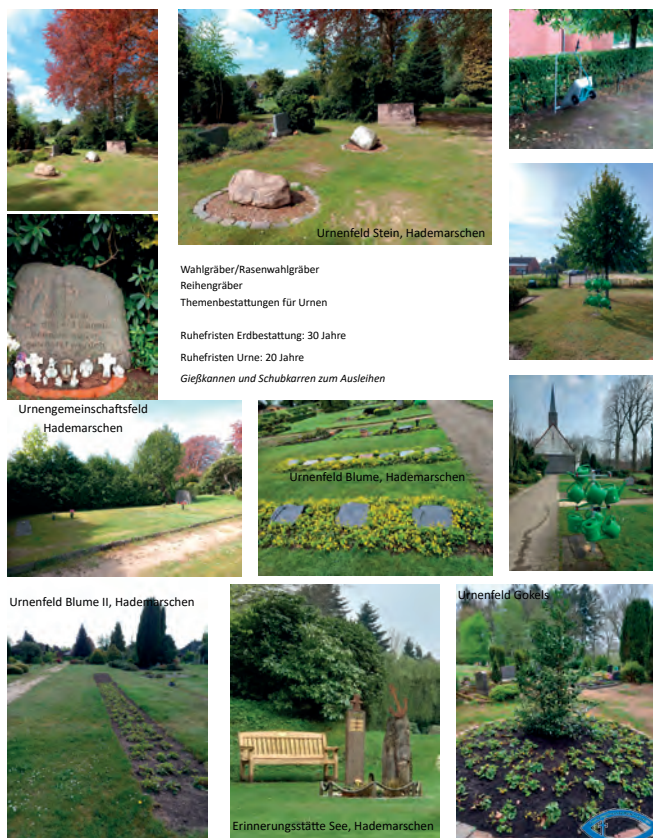 Urnenfeld Stein, Hademarschen
Wahlgräber/Rasenwahlgräber
Reihengräber
Themenbestattungen für Urnen
Ruhefristen Erdbestattung: 30 Jahre
Ruhefristen Urne: 20 Jahre
Gießkannen und Schubkarren zum Ausleihen
Urnengemeinschaftsfeld
Hademarschen
Urnenfeld Blume, Hademarschen
Urnenfeld Blume II, Hademarschen
Erinnerungsstätte See, Hademarschen
Urnenfeld Gokels